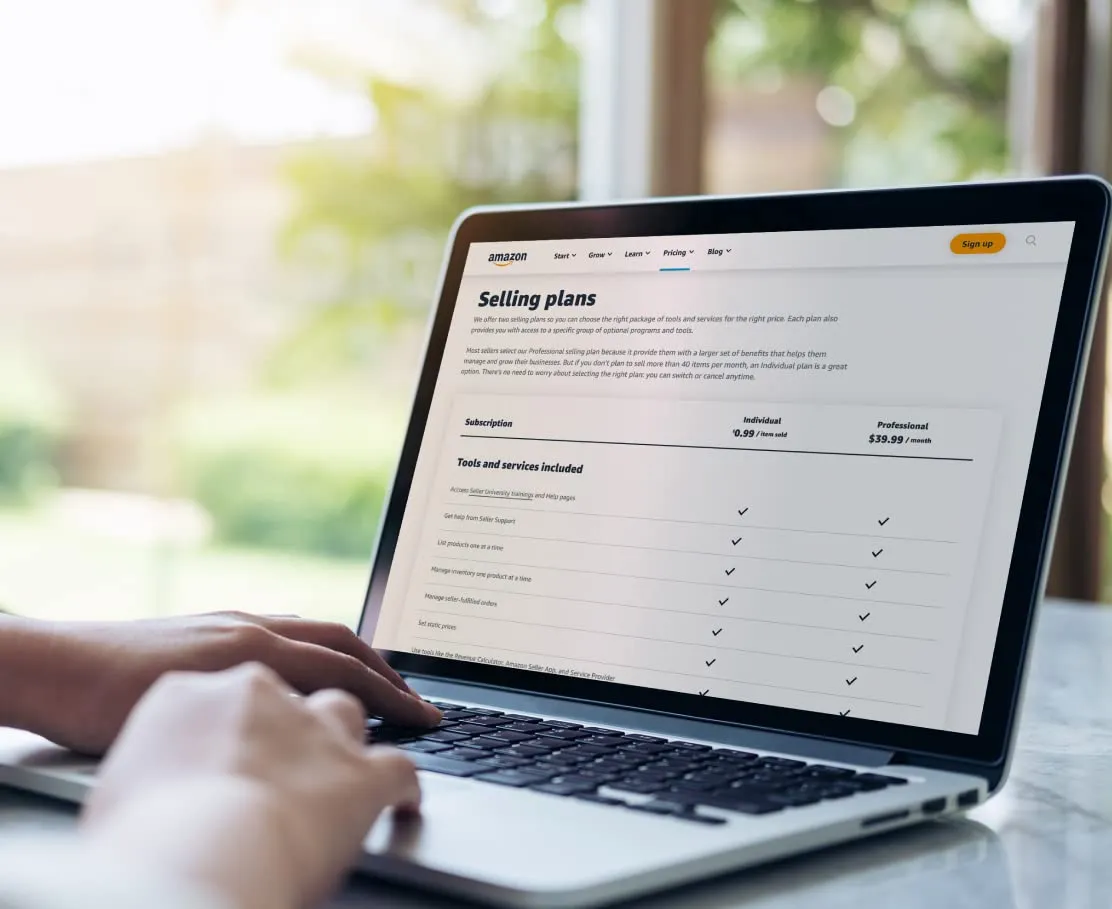 amazon
Start Grow Learn Pricing Blog Sign up
Selling plans
We offer two selling plans so you can choose the right package of tools and services for the right price. Each plan also
provides you with access to a specific group of optional programs and tools.
Most sellers select our Professional selling plan because it provide them with a larger set of benefits that helps them
manage and grow their businesses. But if you don't plan to sell more than 40 items per month, an Individual plan is a great
option. There's no need to worry about selecting the right plan: you can switch or cancel anytime.
Subscription Individual Professional
$0.99 / item sold $39.99 / month
Tools and services included
Access Seller University trainings and Help pages
Get help from Seller Support
List products one at a time
Manage inventory one product at a time
Manage seller-fulfilled orders
Set static prices
Use tools like the Revenue Calculator, Amazon Seller App, and Service Provider